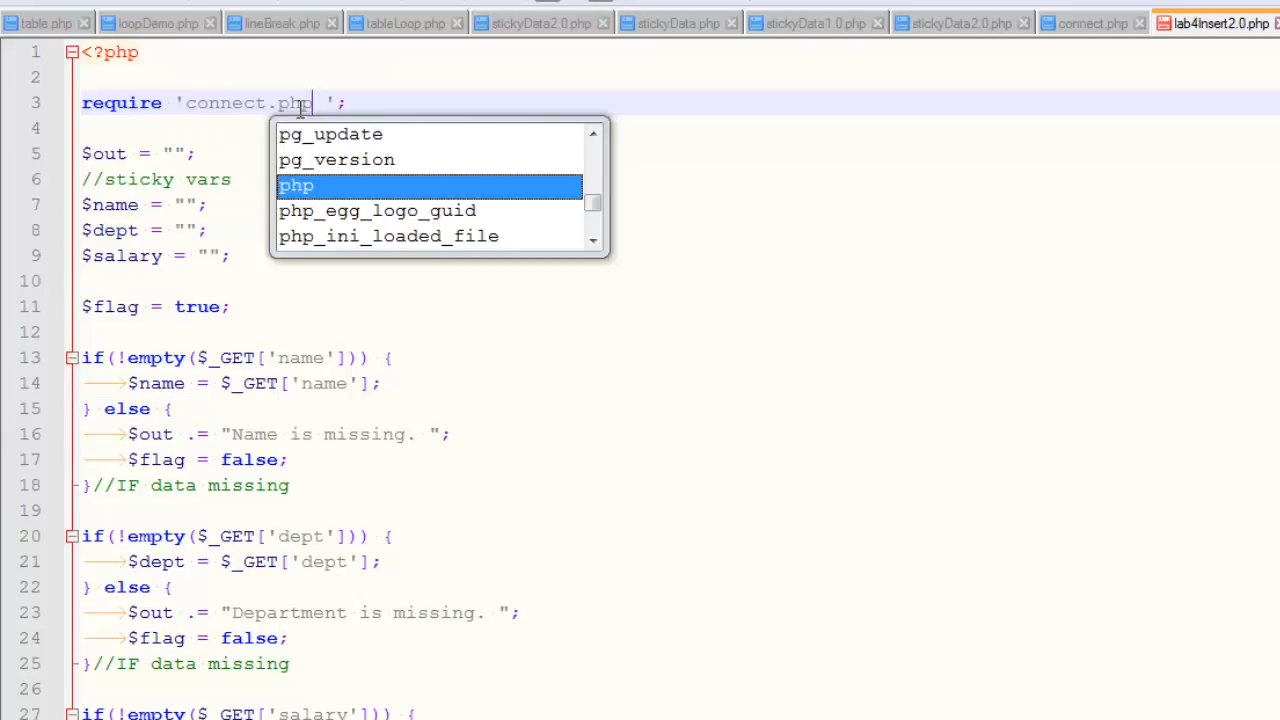 table.php loopDemo.php lineBreak.php tableLoop.php stickyData2.0.php stickyData.php stickyData1.0.php stickyData2.0.php connect.php lab4Insert2.0.php
1 <?php
2
3 require 'connect.php ';
4
pg_update
pg_version
php
php_egg_logo_guid
php_ini_loaded_file
5 $out = "";
6 //sticky vars
7 $name = "";
8 $dept = "";
9 $salary = "";
10
11 $flag = true;
12
13 if(!empty($_GET['name'])) {
14 $name = $_GET['name'];
15 } else {
16 $out .= "Name is missing. ";
17 $flag = false;
18 }//IF data missing
19
20 if(!empty($_GET['dept'])) {
21 $dept = $_GET['dept'];
22 } else {
23 $out .= "Department is missing. ";
24 $flag = false;
25 }//IF data missing
26
27 if(!empty($_GET['salary'])) {